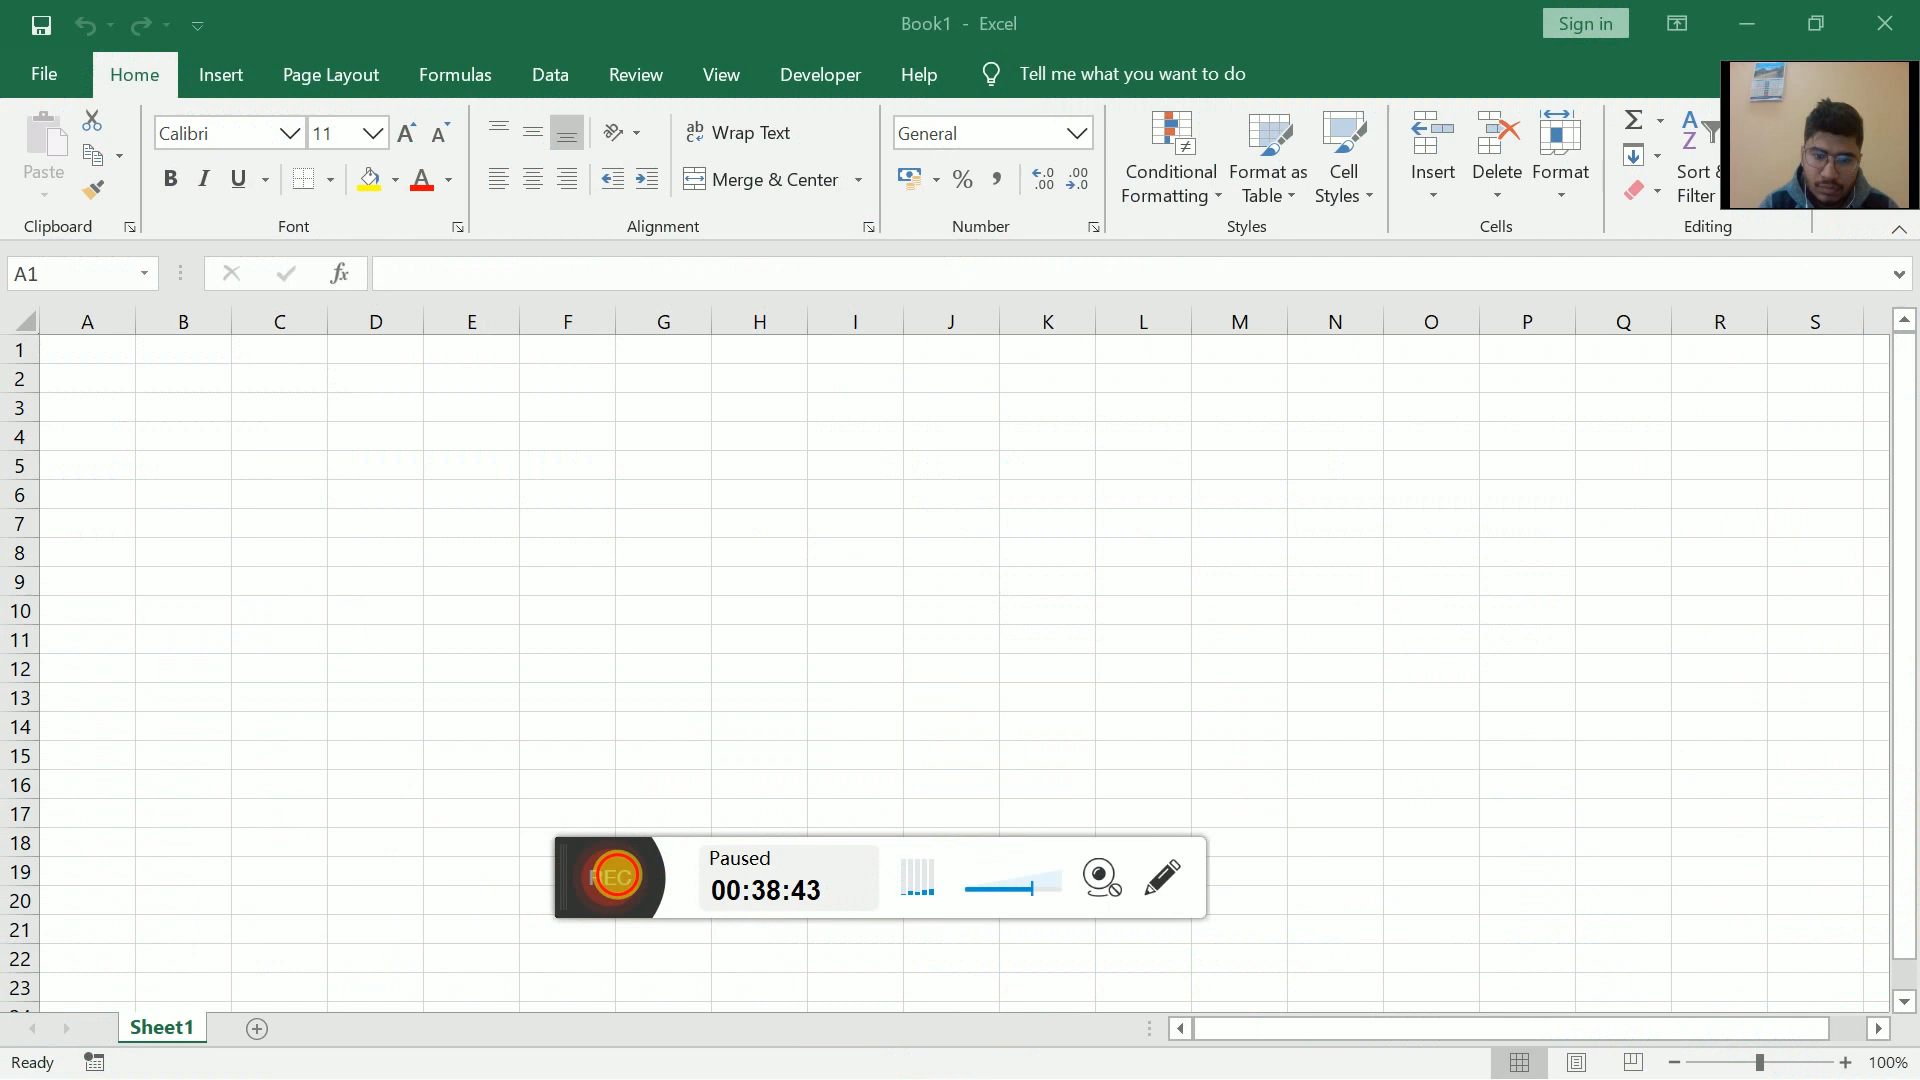 Book1 - Excel
Sign in
File Home Insert Page Layout Formulas Data Review View Developer Help Tell me what you want to do
Paste
Calibri 11
Wrap Text
General
B I U
Merge & Center
Conditional Formatting
Format as Table
Cell Styles
Insert Delete Format
Sort &
Filter
Clipboard Font Alignment Number Styles Cells Editing
A1 fx
A B C D E F G H I J K L M N O P Q R S
1
2
3
4
5
6
7
8
9
10
11
12
13
14
15
16
17
18
19
20
21
22
23
REC
Paused
00:38:43
Sheet1
Ready
100%